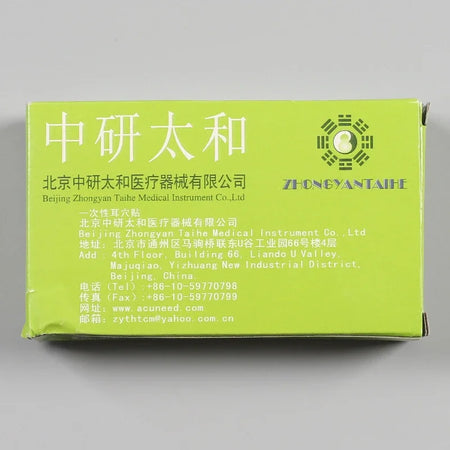 中研太和
北京中研太和医疗器械有限公司
Beijing Zhongyan Taihe Medical Instrument Co.,Ltd
ZHONGYANTAIHE
一次性耳穴贴
北京中研太和医疗器械有限公司
Beijing Zhongyan Taihe Medical Instrument Co.,Ltd
地址：北京市通州区马驹桥联东U谷工业园66号楼4层
Add：4th Floor, Building 66, Liando U Valley,
Majuqiao, Yizhuang New Industrial District,
Beijing, China.
电话（Tel）:+86-10-59770798
传真（Fax）:+86-10-59770799
网址：www.acuneed.com
邮箱：zythtcm@yahoo.com.cn